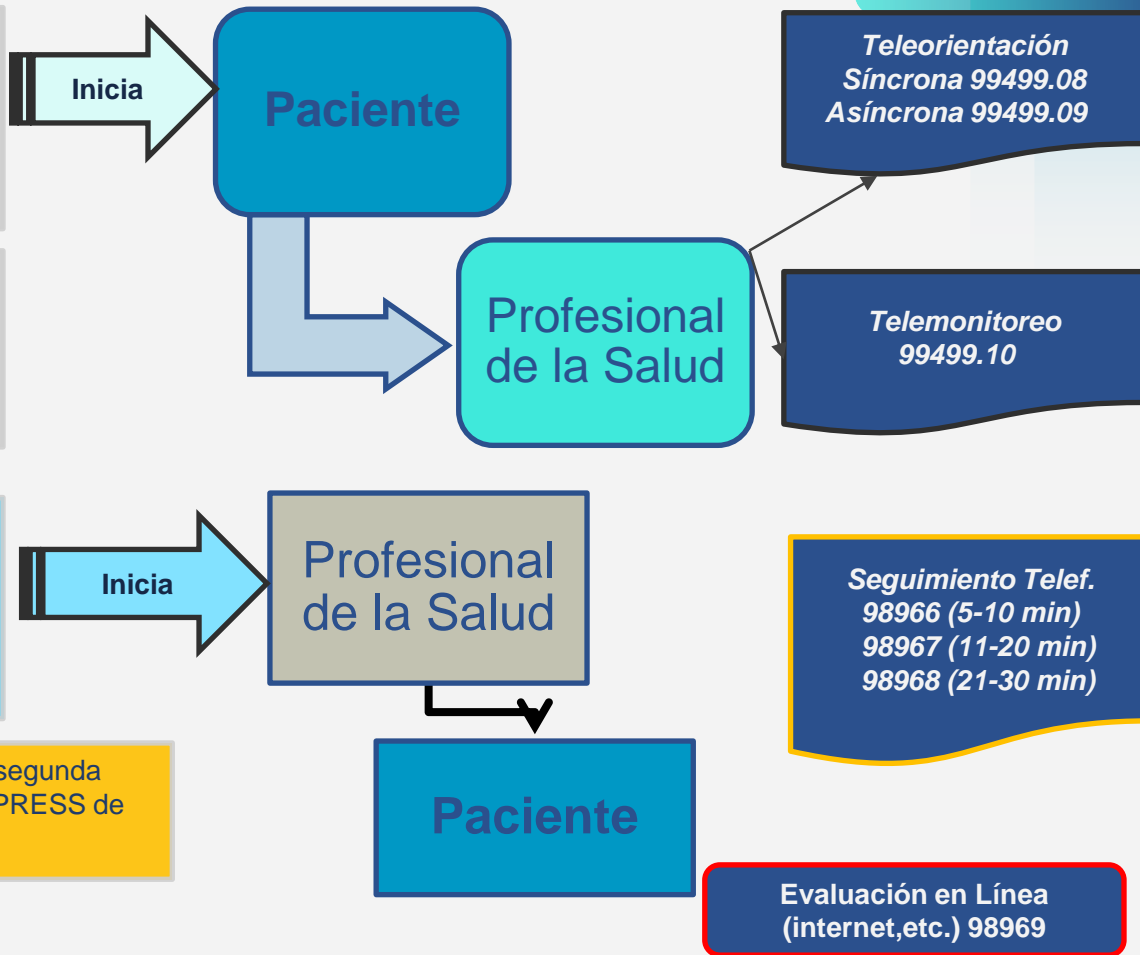 Inicia
Paciente
Teleorientación
Síncrona 99499.08
Asíncrona 99499.09
Profesional
de la Salud
Telemonitoreo
99499.10
Inicia
Profesional
de la Salud
Seguimiento Telef.
98966 (5-10 min)
98967 (11-20 min)
98968 (21-30 min)
segunda
PRESS de
Paciente
Evaluación en Línea
(internet,etc.) 98969